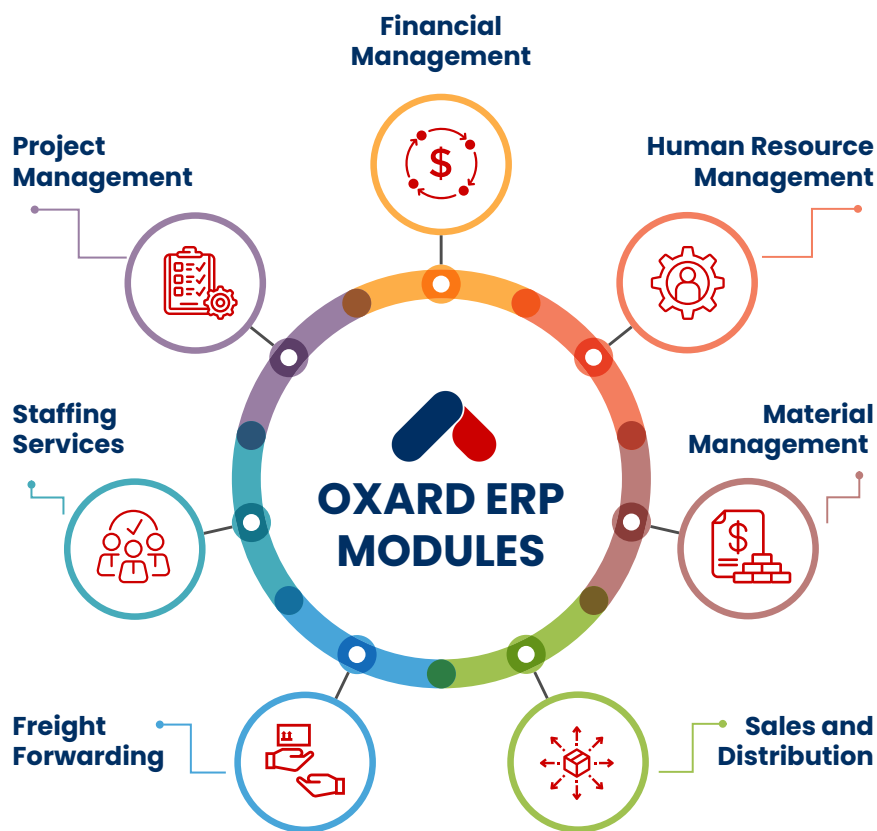 Financial
Management
Project
Management
Human Resource
Management
$
Staffing
Services
Material
Management
OXARD ERP
MODULES
$
Freight
Forwarding
Sales and
Distribution